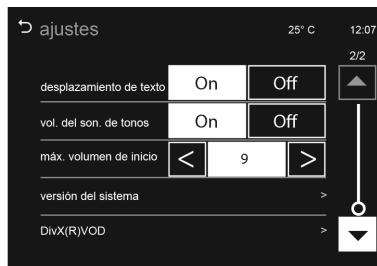 ajustes 25° C 12:07
2/2
desplazamiento de texto On Off
vol. del son. de tonos On Off
máx. volumen de inicio < 9 >
versión del sistema >
DivX(R)VOD >